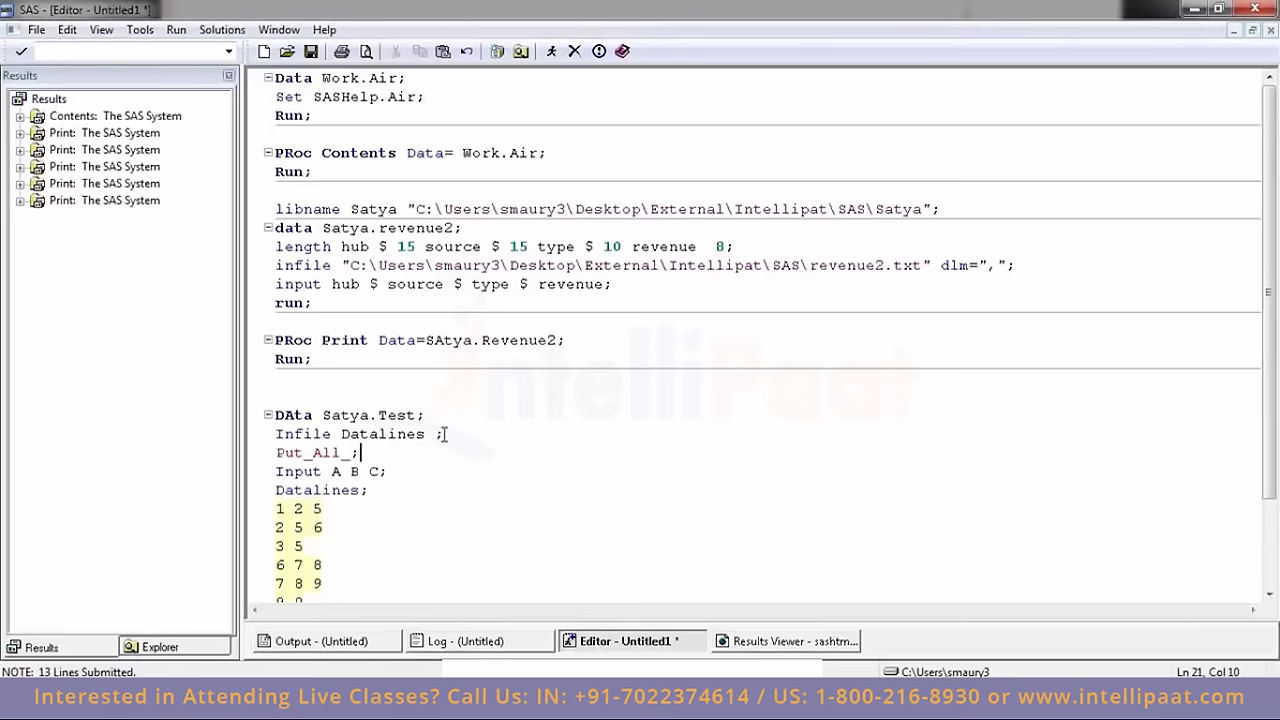 SAS - [Editor - Untitled1 *]
File Edit View Tools Run Solutions Window Help
Results
Results
Contents: The SAS System
Print: The SAS System
Print: The SAS System
Print: The SAS System
Print: The SAS System
Print: The SAS System
Data Work.Air;
Set SASHelp.Air;
Run;
PRoc Contents Data= Work.Air;
Run;
libname Satya "C:\Users\smaury3\Desktop\External\Intellipat\SAS\Satya";
data Satya.revenue2;
length hub $ 15 source $ 15 type $ 10 revenue 8;
infile "C:\Users\smaury3\Desktop\External\Intellipat\SAS\revenue2.txt" dlm=",";
input hub $ source $ type $ revenue;
run;
PRoc Print Data=SAtya.Revenue2;
Run;
IntelliPaat
DAta Satya.Test;
Infile Datalines ;
Put_All_;
Input A B C;
Datalines;
1 2 5
2 5 6
3 5
6 7 8
7 8 9
Results Explorer
Output - (Untitled) Log - (Untitled) Editor - Untitled1 * Results Viewer - sashtm...
NOTE: 13 Lines Submitted. C:\Users\smaury3 Ln 21, Col 10
Interested in Attending Live Classes? Call Us: IN: +91-7022374614 / US: 1-800-216-8930 or www.intellipaat.com